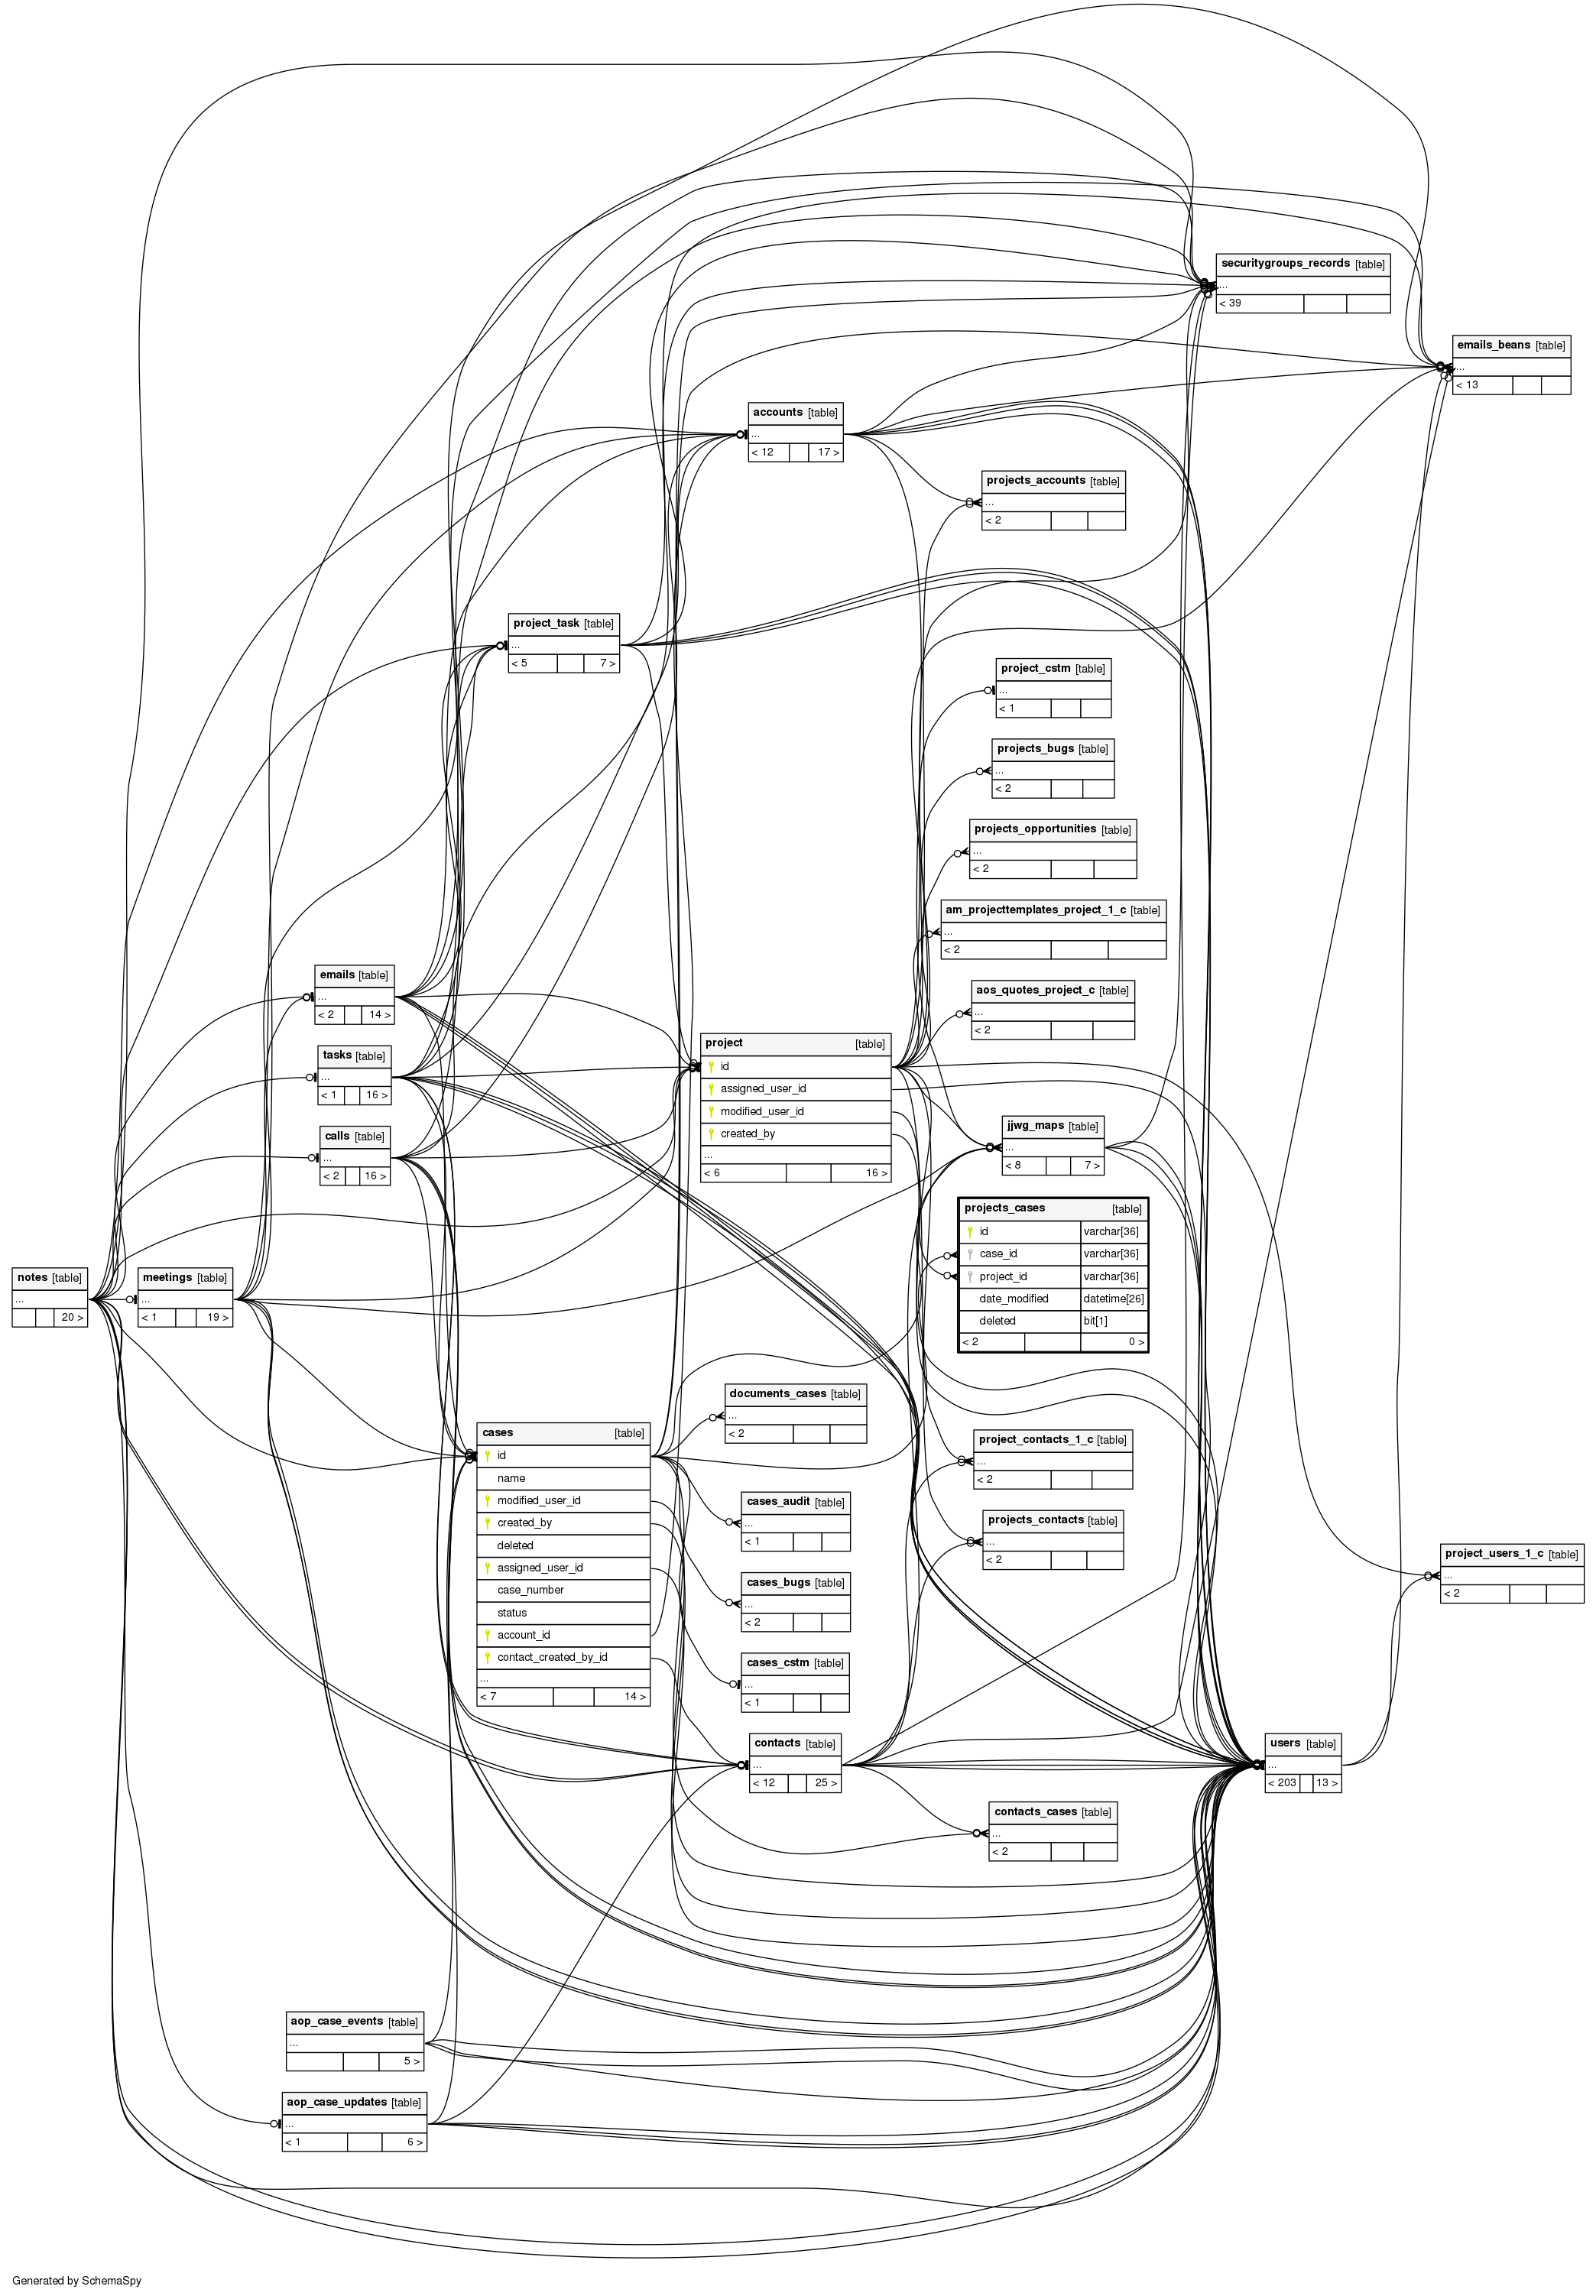 securitygroups_records [table]
...
< 39
emails_beans [table]
...
< 13
accounts [table]
...
< 12 17 >
projects_accounts [table]
...
< 2
project_task [table]
...
< 5 7 >
project_cstm [table]
...
< 1
projects_bugs [table]
...
< 2
projects_opportunities [table]
...
< 2
am_projecttemplates_project_1_c [table]
...
< 2
emails [table]
...
< 2 14 >
aos_quotes_project_c [table]
...
< 2
project [table]
id
assigned_user_id
modified_user_id
created_by
...
< 6 16 >
tasks [table]
...
< 1 16 >
calls [table]
...
< 2 16 >
jjwg_maps [table]
...
< 8 7 >
projects_cases [table]
id varchar[36]
case_id varchar[36]
project_id varchar[36]
date_modified datetime[26]
deleted bit[1]
< 2 0 >
notes [table]
...
20 >
meetings [table]
...
< 1 19 >
documents_cases [table]
...
< 2
cases [table]
id
name
modified_user_id
created_by
deleted
assigned_user_id
case_number
status
account_id
contact_created_by_id
...
< 7 14 >
project_contacts_1_c [table]
...
< 2
cases_audit [table]
...
< 1
projects_contacts [table]
...
< 2
project_users_1_c [table]
...
< 2
cases_bugs [table]
...
< 2
cases_cstm [table]
...
< 1
contacts [table]
...
< 12 25 >
users [table]
...
< 203 13 >
contacts_cases [table]
...
< 2
aop_case_events [table]
...
5 >
aop_case_updates [table]
...
< 1 6 >
Generated by SchemaSpy